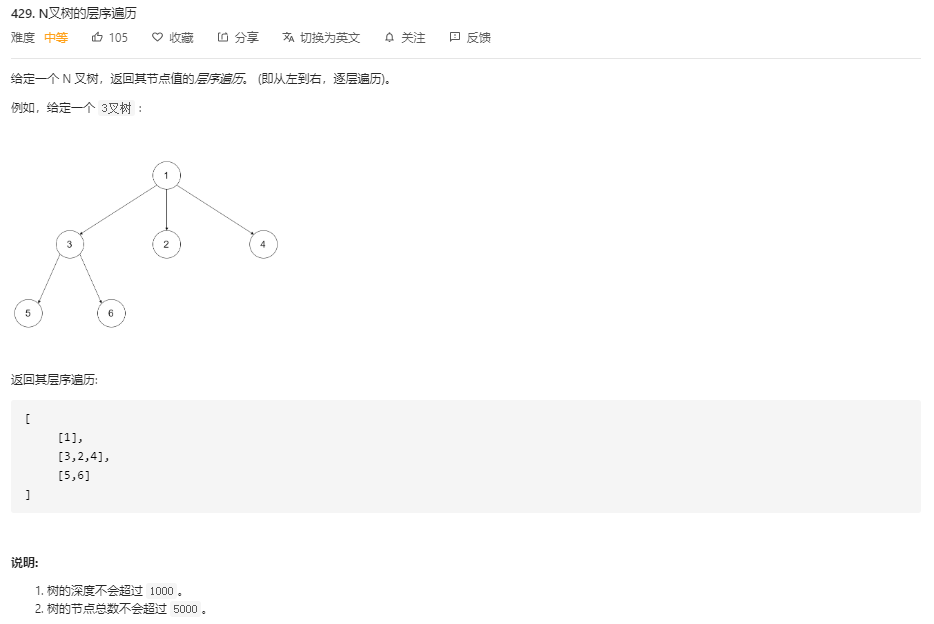 429. N叉树的层序遍历
难度 中等 105 收藏 分享 切换为英文 关注 反馈
给定一个 N 叉树，返回其节点值的层序遍历。 (即从左到右，逐层遍历)。
例如，给定一个 3叉树 :
1
3 2 4
5 6
返回其层序遍历:
[
[1],
[3,2,4],
[5,6]
]
说明:
1. 树的深度不会超过 1000 。
2. 树的节点总数不会超过 5000 。